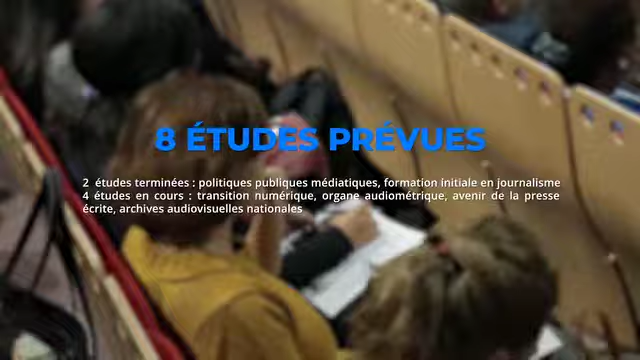 8 ÉTUDES PRÉVUES
2 études terminées : politiques publiques médiatiques, formation initiale en journalisme
4 études en cours : transition numérique, organe audiométrique, avenir de la presse
écrite, archives audiovisuelles nationales